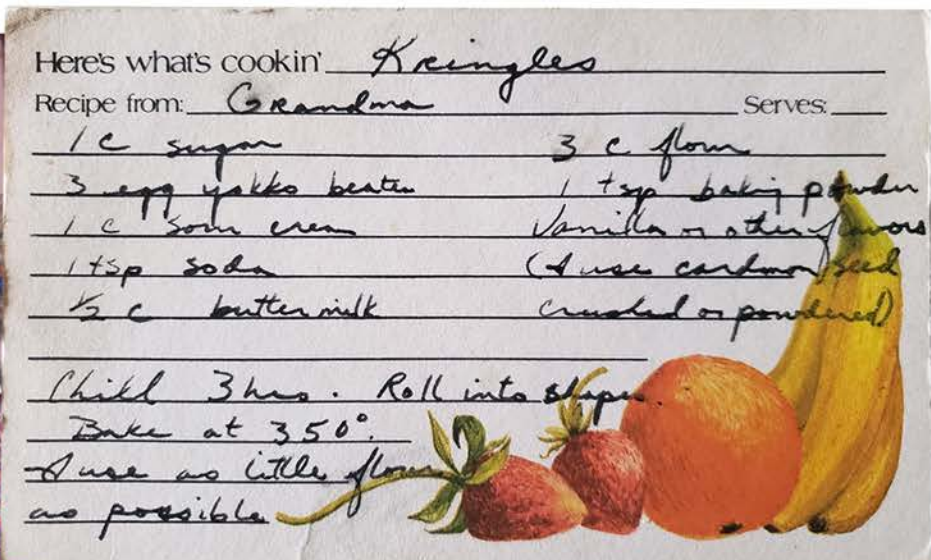 Here's what's cookin' Kringles
Recipe from: Grandma Serves:
1 c sugar 3 c flour
3 egg yolks beaten 1 tsp baking powder
1 c sour cream Vanilla or other flavors
1 tsp soda (I use cardmon seed
1/2 c buttermilk crushed or powdered)
Chill 3 hrs. Roll into shape.
Bake at 350°.
I use as little flour
as possible